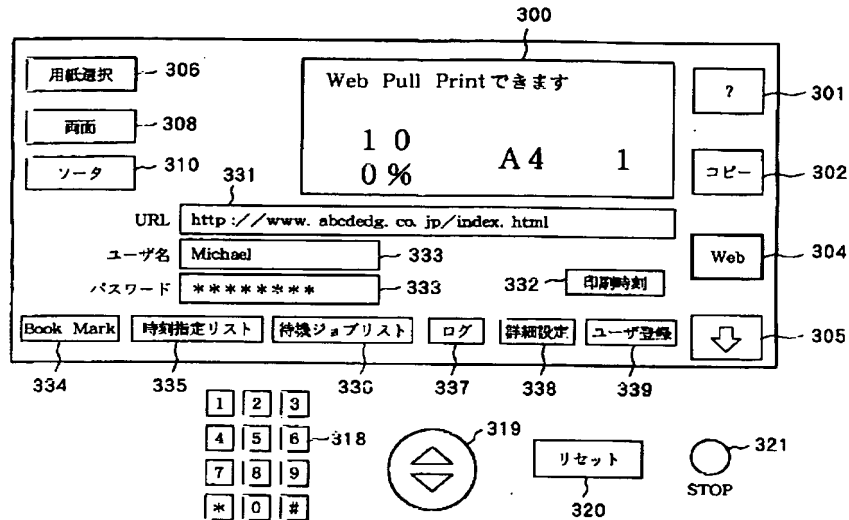 300
用紙選択 306
Web Pull Printできます
? 301
両面 308
10
0% A4 1
ソータ 310
コピー 302
331
URL http://www.abcdedg.co.jp/index.html
ユーザ名 Michael 333
Web 304
パスワード ******** 333
332 印刷時刻
Book Mark 時刻指定リスト 待機ジョブリスト ログ 詳細設定 ユーザ登録 305
334 335 336 337 338 339
1 2 3
4 5 6 318
7 8 9
* 0 #
319
リセット
320
321
STOP